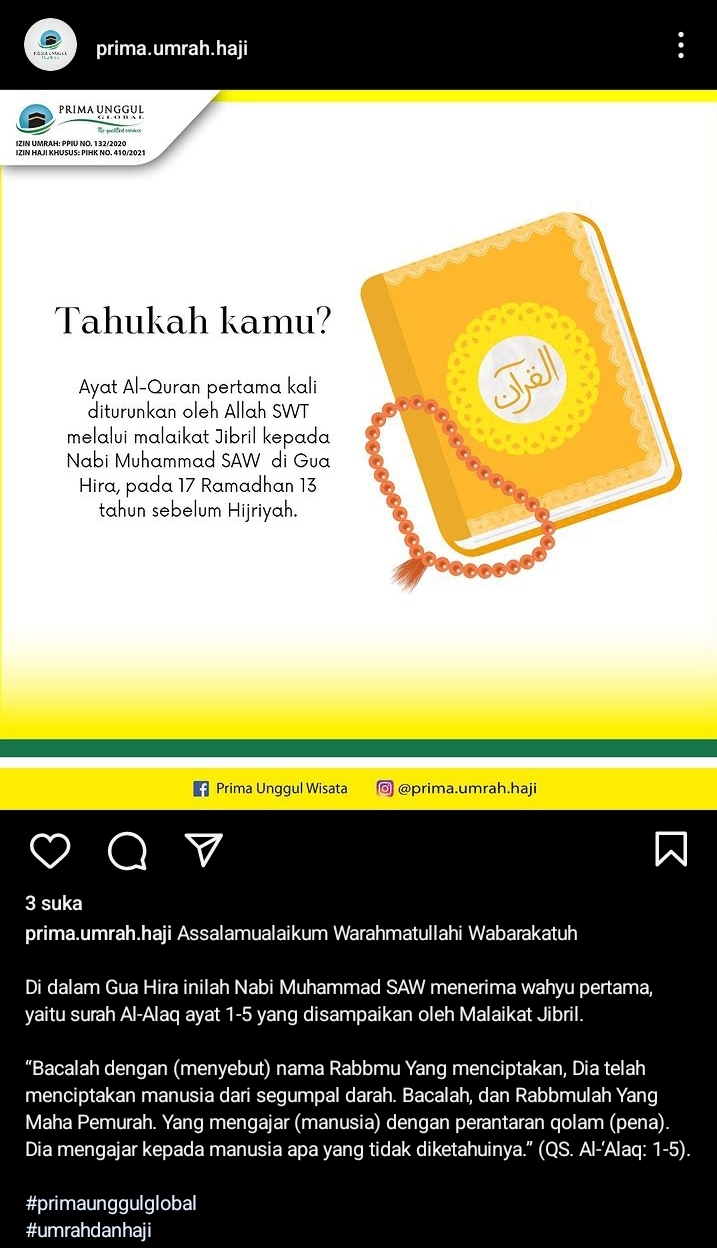 prima.umrah.haji
PRIMA UNGGUL
GLOBAL
The qualified services
IZIN UMRAH: PPIU NO. 132/2020
IZIN HAJI KHUSUS: PIHK NO. 410/2021
Tahukah kamu?
Ayat Al-Quran pertama kali
diturunkan oleh Allah SWT
melalui malaikat Jibril kepada
Nabi Muhammad SAW di Gua
Hira, pada 17 Ramadhan 13
tahun sebelum Hijriyah.
القرآن
Prima Unggul Wisata
@prima.umrah.haji
3 suka
prima.umrah.haji Assalamualaikum Warahmatullahi Wabarakatuh
Di dalam Gua Hira inilah Nabi Muhammad SAW menerima wahyu pertama,
yaitu surah Al-Alaq ayat 1-5 yang disampaikan oleh Malaikat Jibril.
“Bacalah dengan (menyebut) nama Rabbmu Yang menciptakan, Dia telah
menciptakan manusia dari segumpal darah. Bacalah, dan Rabbmulah Yang
Maha Pemurah. Yang mengajar (manusia) dengan perantaran qolam (pena).
Dia mengajar kepada manusia apa yang tidak diketahuinya.” (QS. Al-‘Alaq: 1-5).
#primaunggulglobal
#umrahdanhaji